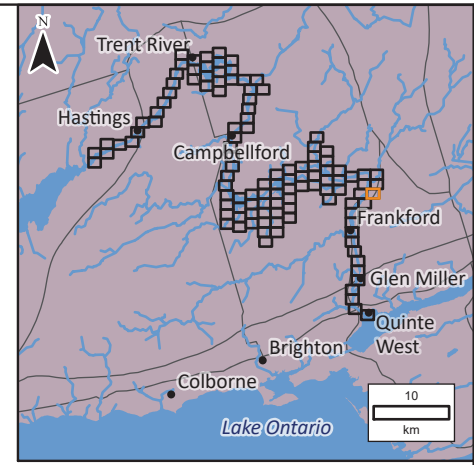 N
Trent River
Hastings
Campbellford
Frankford
Glen Miller
Quinte
West
Brighton
Colborne
Lake Ontario
10
km